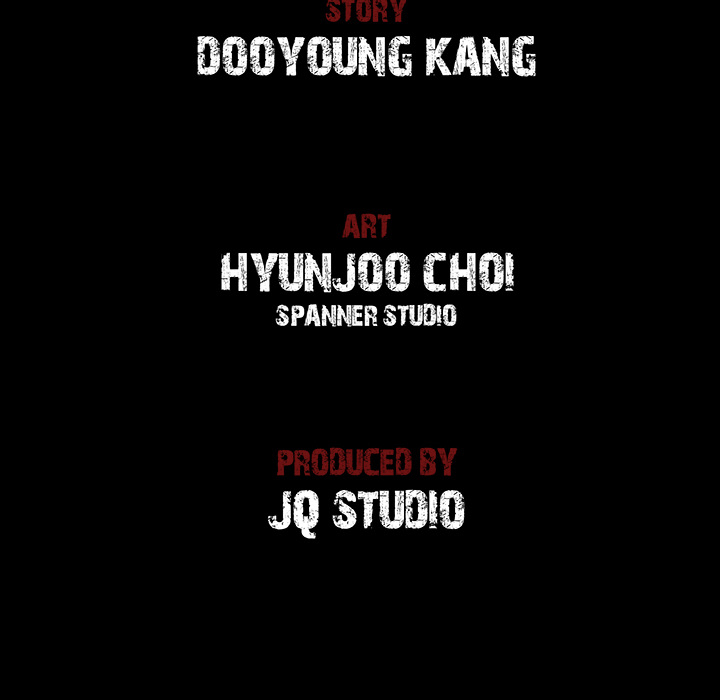 STORY
DOOYOUNG KANG
ART
HYUNJOO CHOI
SPANNER STUDIO
PRODUCED BY
JQ STUDIO